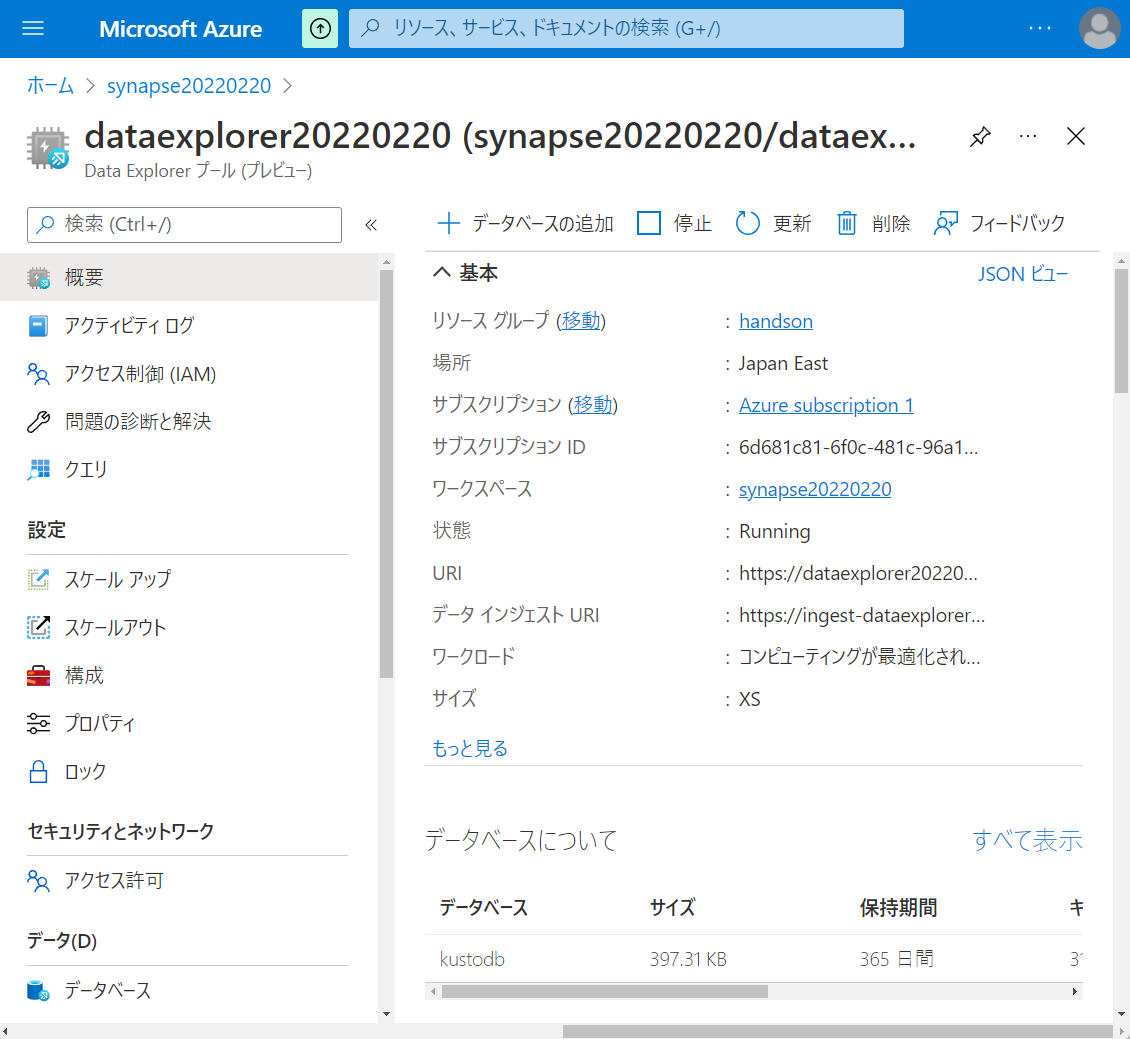 Microsoft Azure
リソース、サービス、ドキュメントの検索 (G+/)
ホーム > synapse20220220 >
dataexplorer20220220 (synapse20220220/dataex...
Data Explorer プール (プレビュー)
検索 (Ctrl+/)
データベースの追加 停止 更新 削除 フィードバック
概要
アクティビティ ログ
アクセス制御 (IAM)
問題の診断と解決
クエリ
設定
スケール アップ
スケールアウト
構成
プロパティ
ロック
セキュリティとネットワーク
アクセス許可
データ(D)
データベース
基本
JSON ビュー
リソース グループ (移動) : handson
場所 : Japan East
サブスクリプション (移動) : Azure subscription 1
サブスクリプション ID : 6d681c81-6f0c-481c-96a1...
ワークスペース : synapse20220220
状態 : Running
URI : https://dataexplorer20220...
データ インジェスト URI : https://ingest-dataexplorer...
ワークロード : コンピューティングが最適化され...
サイズ : XS
もっと見る
データベースについて
すべて表示
データベース サイズ 保持期間 キ
kustodb 397.31 KB 365 日間